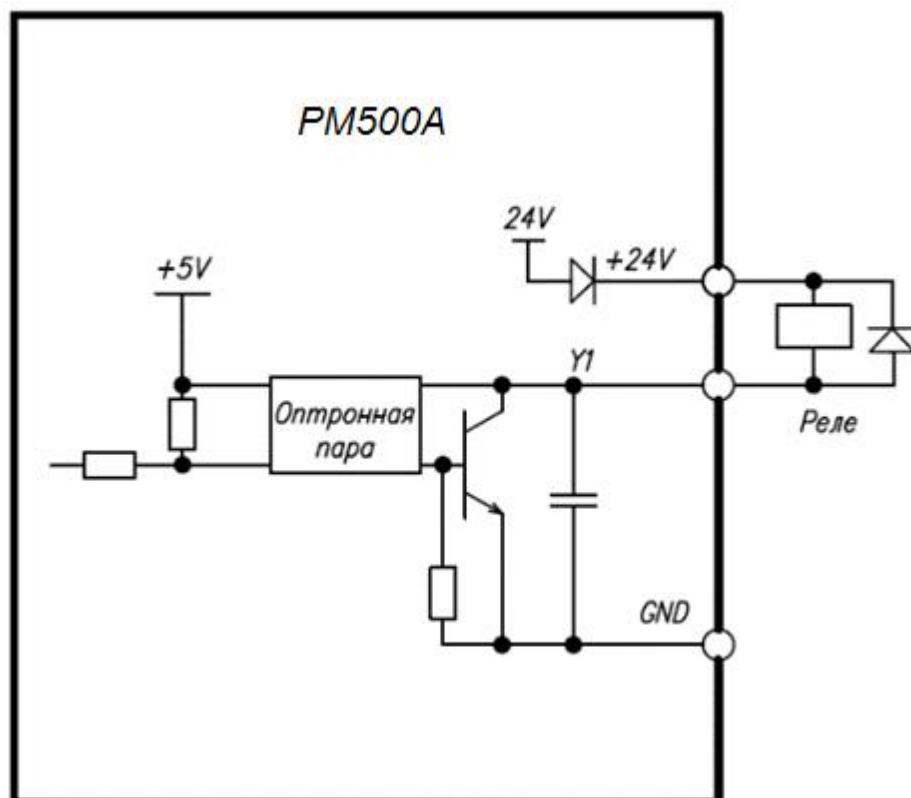 PM500A
24V
+24V
+5V
Y1
Оптронная
пара
Реле
GND